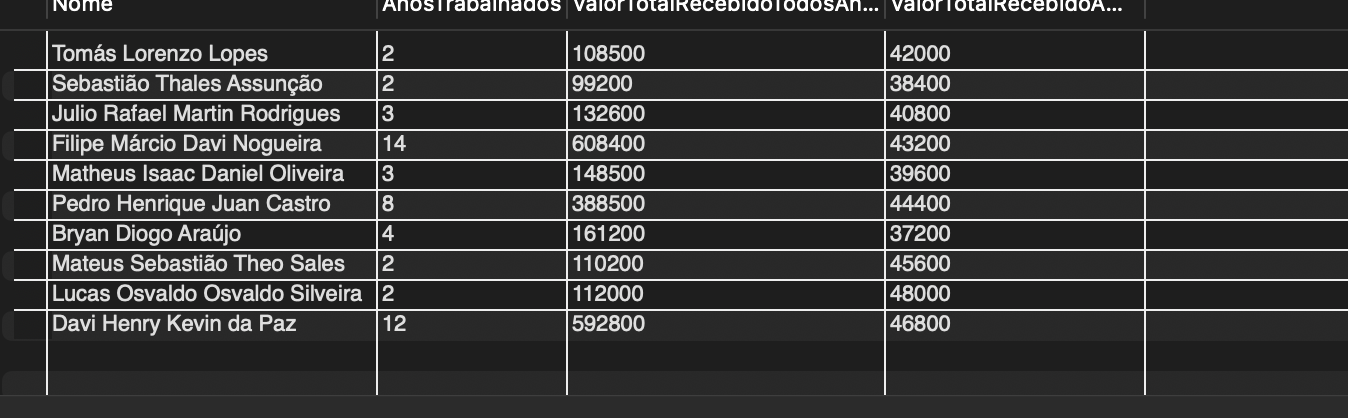 Nome AnosTrabalhados ValorTotalRecebidoTodosAn... ValorTotalRecebidoA...
Tomás Lorenzo Lopes 2 108500 42000
Sebastião Thales Assunção 2 99200 38400
Julio Rafael Martin Rodrigues 3 132600 40800
Filipe Márcio Davi Nogueira 14 608400 43200
Matheus Isaac Daniel Oliveira 3 148500 39600
Pedro Henrique Juan Castro 8 388500 44400
Bryan Diogo Araújo 4 161200 37200
Mateus Sebastião Theo Sales 2 110200 45600
Lucas Osvaldo Osvaldo Silveira 2 112000 48000
Davi Henry Kevin da Paz 12 592800 46800